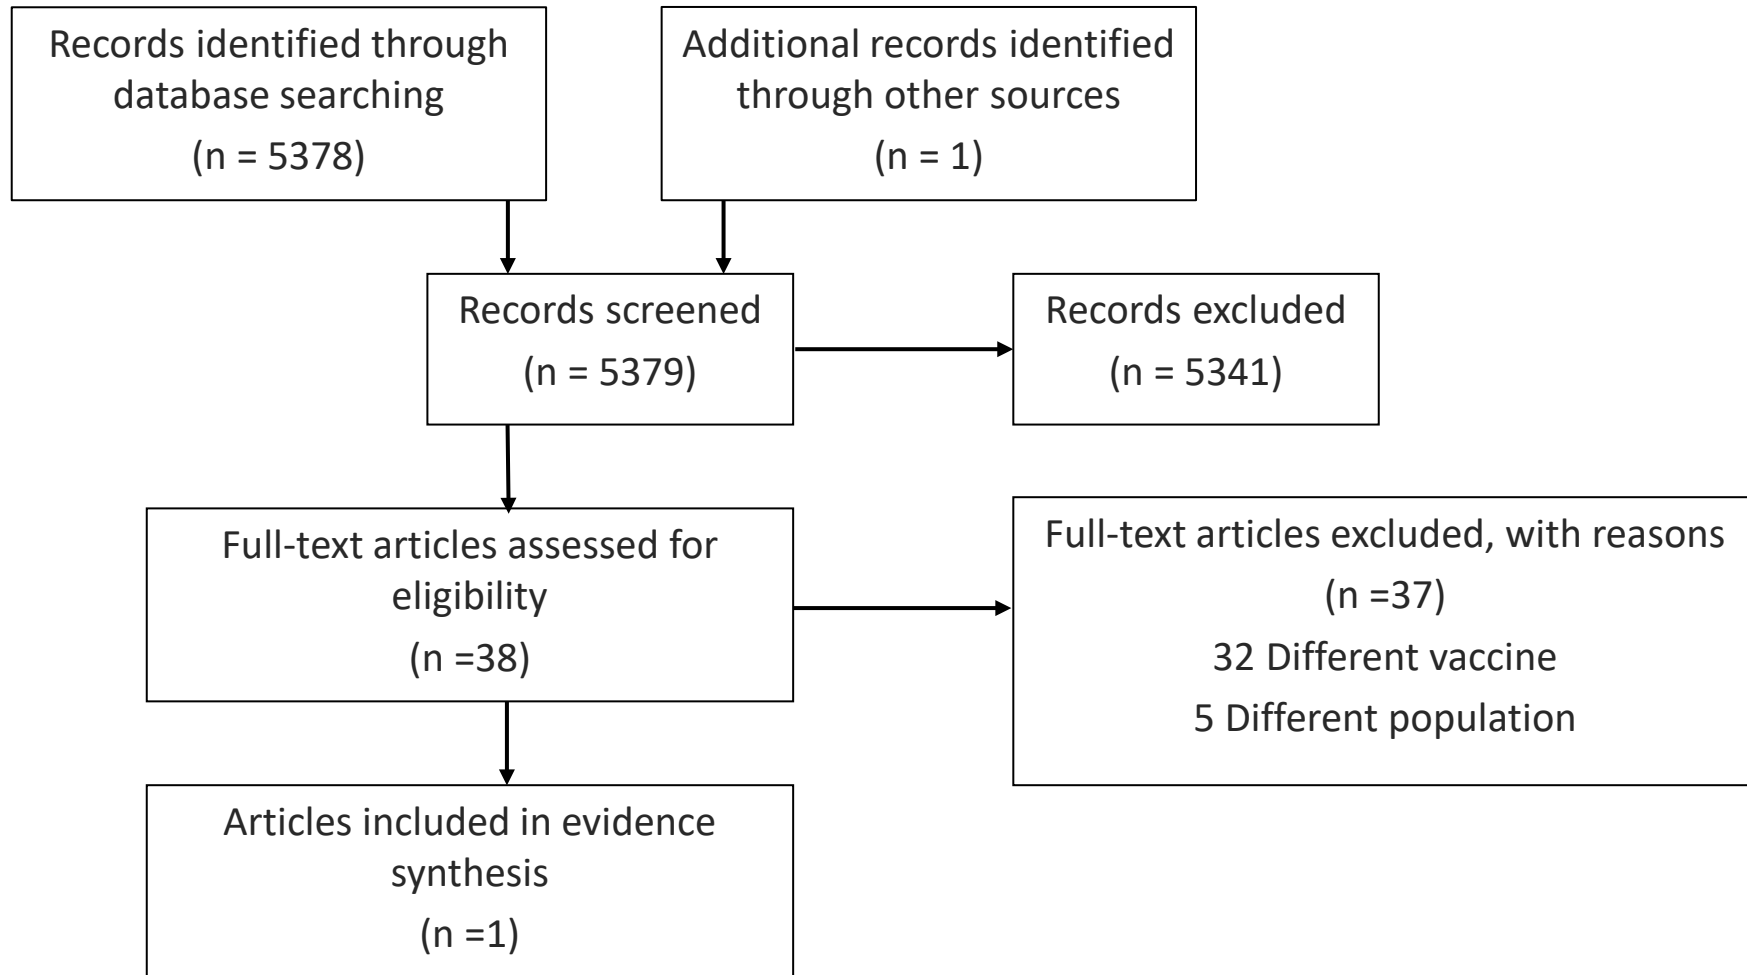 Records identified through
database searching
(n = 5378)
Additional records identified
through other sources
(n = 1)
Records screened
(n = 5379)
Records excluded
(n = 5341)
Full-text articles assessed for
eligibility
(n =38)
Full-text articles excluded, with reasons
(n =37)
32 Different vaccine
5 Different population
Articles included in evidence
synthesis
(n =1)